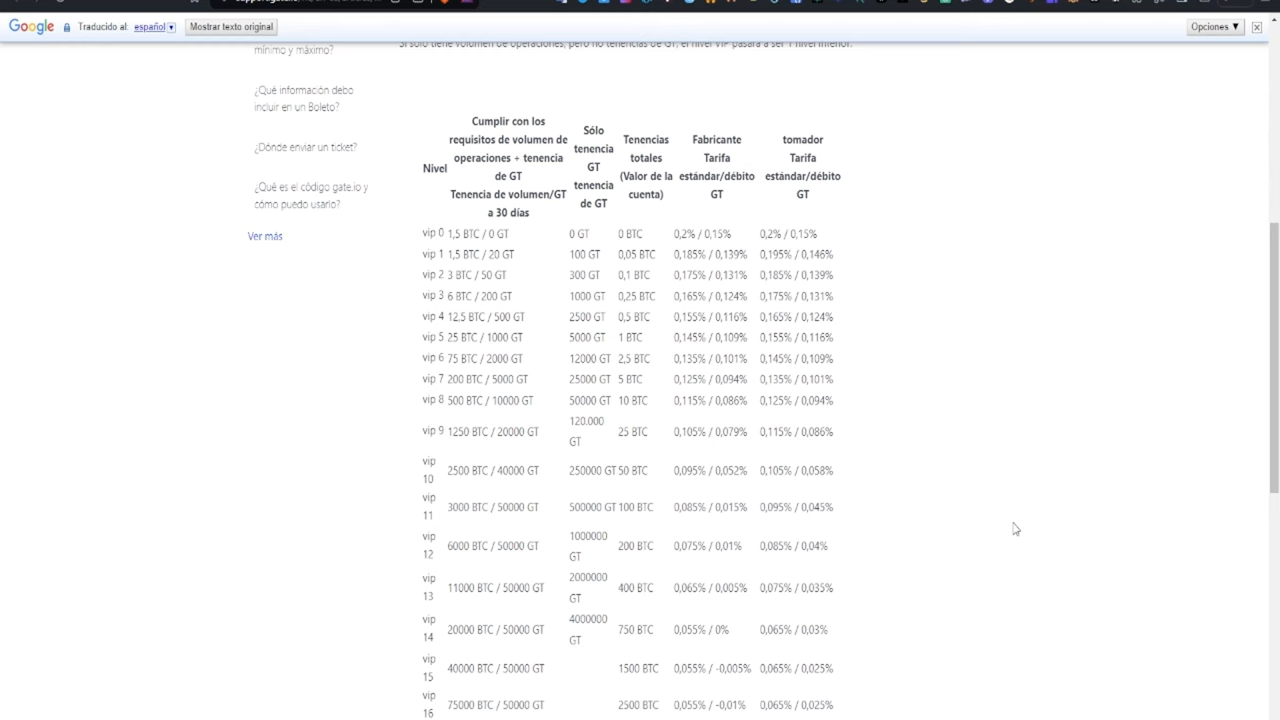 Google Traducido al: español Mostrar texto original Opciones ▼
mínimo y máximo?
Si sólo tiene volumen de operaciones, pero no tenencias de GT, el nivel VIP pasará a ser 1 nivel inferior.
¿Qué información debo
incluir en un Boleto?
¿Dónde enviar un ticket?
¿Qué es el código gate.io y
cómo puedo usarlo?
Ver más
Nivel
Cumplir con los
requisitos de volumen de
operaciones + tenencia
de GT
Tenencia de volumen/GT
a 30 días
Sólo
tenencia
GT
tenencia
de GT
Tenencias
totales
(Valor de la
cuenta)
Fabricante
Tarifa
estándar/débito
GT
tomador
Tarifa
estándar/débito
GT
vip 0 1,5 BTC / 0 GT 0 GT 0 BTC 0,2% / 0,15% 0,2% / 0,15%
vip 1 1,5 BTC / 20 GT 100 GT 0,05 BTC 0,185% / 0,139% 0,195% / 0,146%
vip 2 3 BTC / 50 GT 300 GT 0,1 BTC 0,175% / 0,131% 0,185% / 0,139%
vip 3 6 BTC / 200 GT 1000 GT 0,25 BTC 0,165% / 0,124% 0,175% / 0,131%
vip 4 12.5 BTC / 500 GT 2500 GT 0,5 BTC 0,155% / 0,116% 0,165% / 0,124%
vip 5 25 BTC / 1000 GT 5000 GT 1 BTC 0,145% / 0,109% 0,155% / 0,116%
vip 6 75 BTC / 2000 GT 12000 GT 2,5 BTC 0,135% / 0,101% 0,145% / 0,109%
vip 7 200 BTC / 5000 GT 25000 GT 5 BTC 0,125% / 0,094% 0,135% / 0,101%
vip 8 500 BTC / 10000 GT 50000 GT 10 BTC 0,115% / 0,086% 0,125% / 0,094%
vip 9 1250 BTC / 20000 GT 120.000 GT 25 BTC 0,105% / 0,079% 0,115% / 0,086%
vip 10 2500 BTC / 40000 GT 250000 GT 50 BTC 0,095% / 0,052% 0,105% / 0,058%
vip 11 3000 BTC / 50000 GT 500000 GT 100 BTC 0,085% / 0,015% 0,095% / 0,045%
vip 12 6000 BTC / 50000 GT 1000000 GT 200 BTC 0,075% / 0,01% 0,085% / 0,04%
vip 13 11000 BTC / 50000 GT 2000000 GT 400 BTC 0,065% / 0,005% 0,075% / 0,035%
vip 14 20000 BTC / 50000 GT 4000000 GT 750 BTC 0,055% / 0% 0,065% / 0,03%
vip 15 40000 BTC / 50000 GT 1500 BTC 0,055% / -0,005% 0,065% / 0,025%
vip 16 75000 BTC / 50000 GT 2500 BTC 0,055% / -0,01% 0,065% / 0,025%